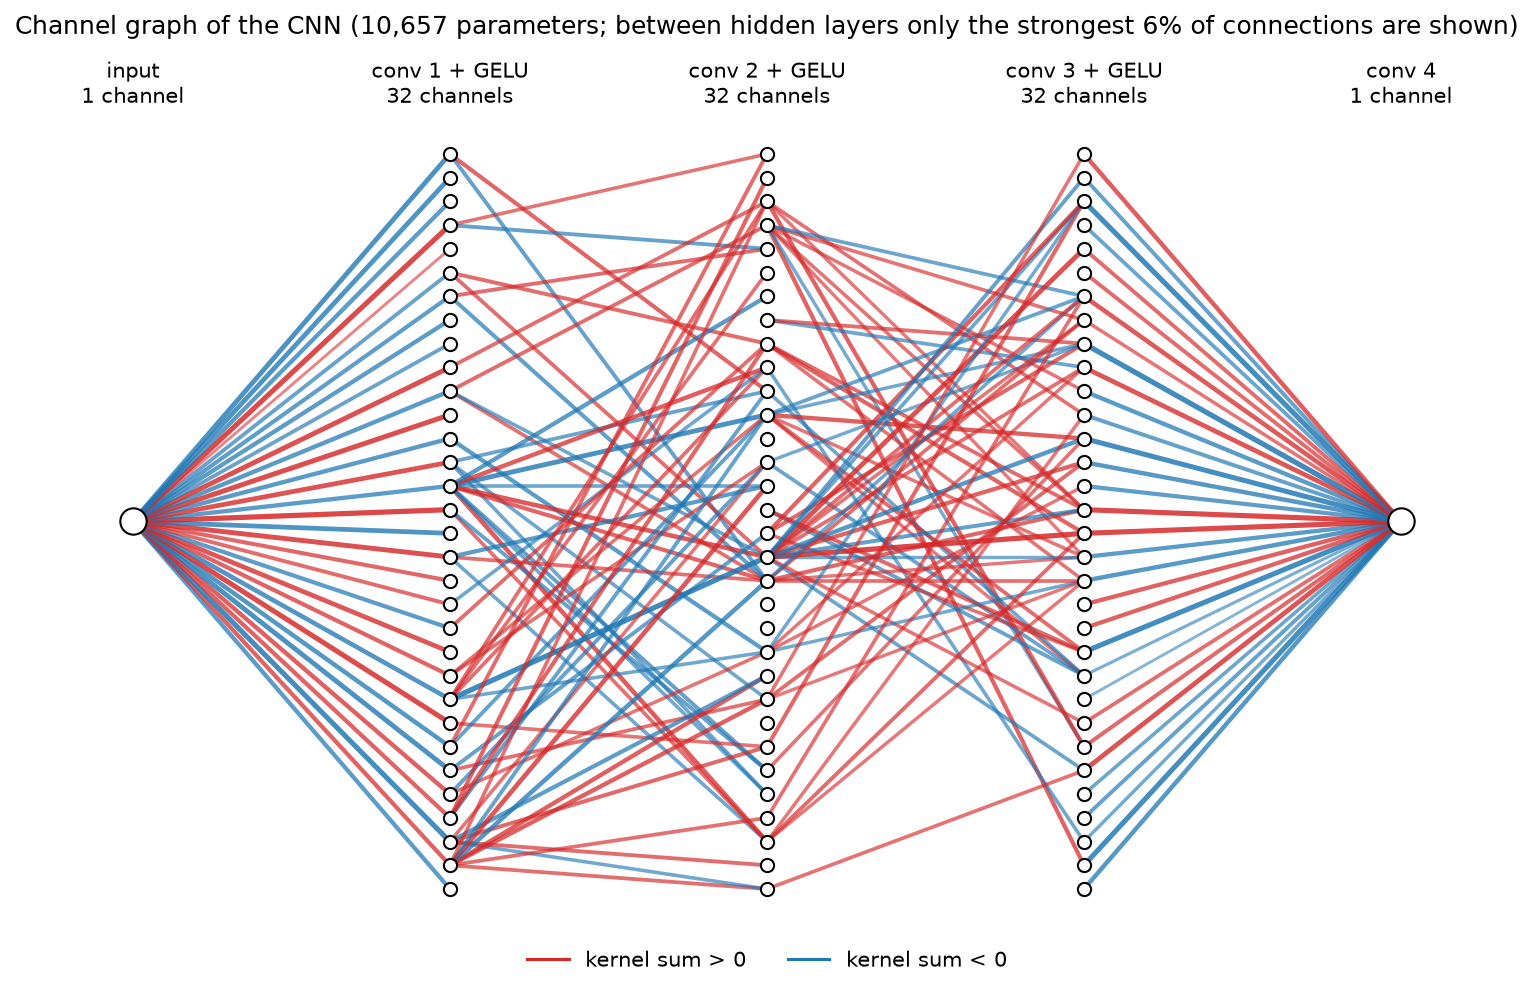 Channel graph of the CNN (10,657 parameters; between hidden layers only the strongest 6% of connections are shown)
input
1 channel
conv 1 + GELU
32 channels
conv 2 + GELU
32 channels
conv 3 + GELU
32 channels
conv 4
1 channel
kernel sum > 0
kernel sum < 0